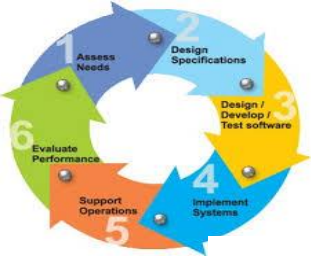 1
Assess
Needs
2
Design
Specifications
3
Design /
Develop /
Test software
4
Implement
Systems
5
Support
Operations
6
Evaluate
Performance